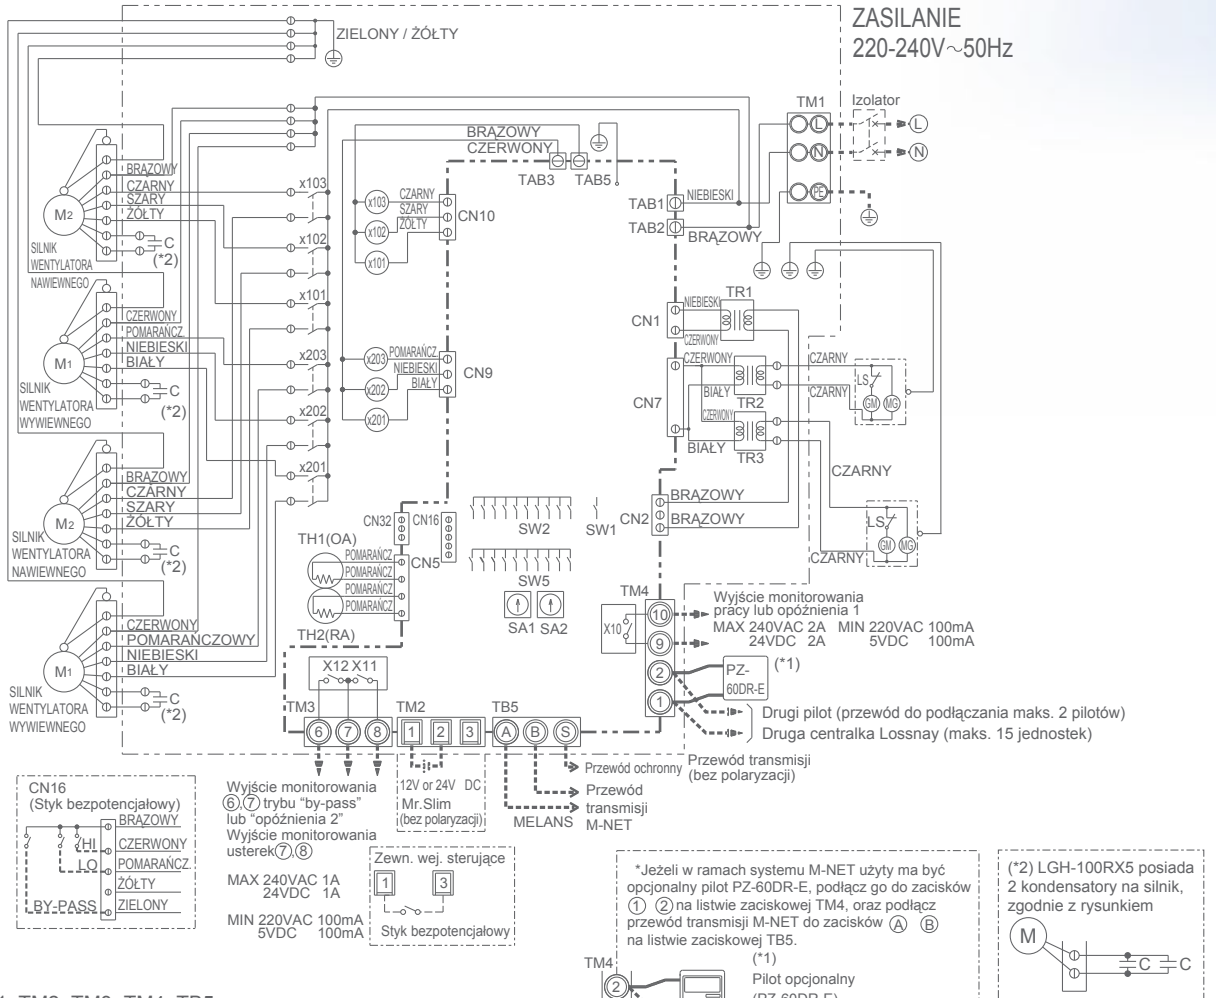 ZIELONY / ŻÓŁTY
ZASILANIE
220-240V~50Hz
TM1
Izolator
L
L
N
N
PE
BRĄZOWY
CZERWONY
TAB3 TAB5
BRĄZOWY
CZARNY
SZARY
ŻÓŁTY
M2
C
(*2)
SILNIK
WENTYLATORA
NAWIEWNEGO
x103
x102
x101
x203
x202
x201
x103
x102
x101
CZARNY
SZARY
ŻÓŁTY
CN10
TAB1
NIEBIESKI
TAB2
BRĄZOWY
CZERWONY
POMARAŃCZ.
NIEBIESKI
BIAŁY
M1
C
(*2)
SILNIK
WENTYLATORA
WYWIEWNEGO
x203
x202
x201
POMARAŃCZ.
NIEBIESKI
BIAŁY
CN9
CN1
NIEBIESKI
CZERWONY
TR1
CZERWONY
BIAŁY
TR2
CN7
CZERWONY
BIAŁY
TR3
CZARNY
CZARNY
LS
GM MG
CZARNY
LS
GM MG
CZARNY
BRĄZOWY
CN2
BRĄZOWY
BRĄZOWY
CZARNY
SZARY
ŻÓŁTY
M2
C
(*2)
SILNIK
WENTYLATORA
NAWIEWNEGO
CN32
CN16
CN5
SW2
SW1
SW5
SA1 SA2
TH1(OA)
POMARAŃCZ.
POMARAŃCZ.
POMARAŃCZ.
POMARAŃCZ.
TH2(RA)
CZERWONY
POMARAŃCZOWY
NIEBIESKI
BIAŁY
M1
C
(*2)
SILNIK
WENTYLATORA
WYWIEWNEGO
X12 X11
X10
TM4
10
9
2
1
Wyjście monitorowania
pracy lub opóźnienia 1
MAX 240VAC 2A MIN 220VAC 100mA
24VDC 2A 5VDC 100mA
PZ-
60DR-E
(*1)
Drugi pilot (przewód do podłączania maks. 2 pilotów)
Druga centralka Lossnay (maks. 15 jednostek)
Przewód transmisji
(bez polaryzacji)
TM3
6 7 8
TM2
1 2 3
TB5
A B S
Przewód ochronny
Przewód
transmisji
M-NET
MELANS
12V or 24V DC
Mr.Slim
(bez polaryzacji)
Wyjście monitorowania
6,7 trybu “by-pass”
lub “opóźnienia 2”
Wyjście monitorowania
usterek 7,8
MAX 240VAC 1A
24VDC 1A
MIN 220VAC 100mA
5VDC 100mA
Zewn. wej. sterujące
1 3
Styk bezpotencjałowy
CN16
(Styk bezpotencjałowy)
BRĄZOWY
HI CZERWONY
LO POMARAŃCZ.
ŻÓŁTY
BY-PASS ZIELONY
*Jeżeli w ramach systemu M-NET użyty ma być
opcjonalny pilot PZ-60DR-E, podłącz go do zacisków
1 2 na listwie zaciskowej TM4, oraz podłącz
przewód transmisji M-NET do zacisków A B
na listwie zaciskowej TB5.
(*1)
TM4
2
Pilot opcjonalny
(PZ-60DR-E)
(*2) LGH-100RX5 posiada
2 kondensatory na silnik,
zgodnie z rysunkiem
M
C C